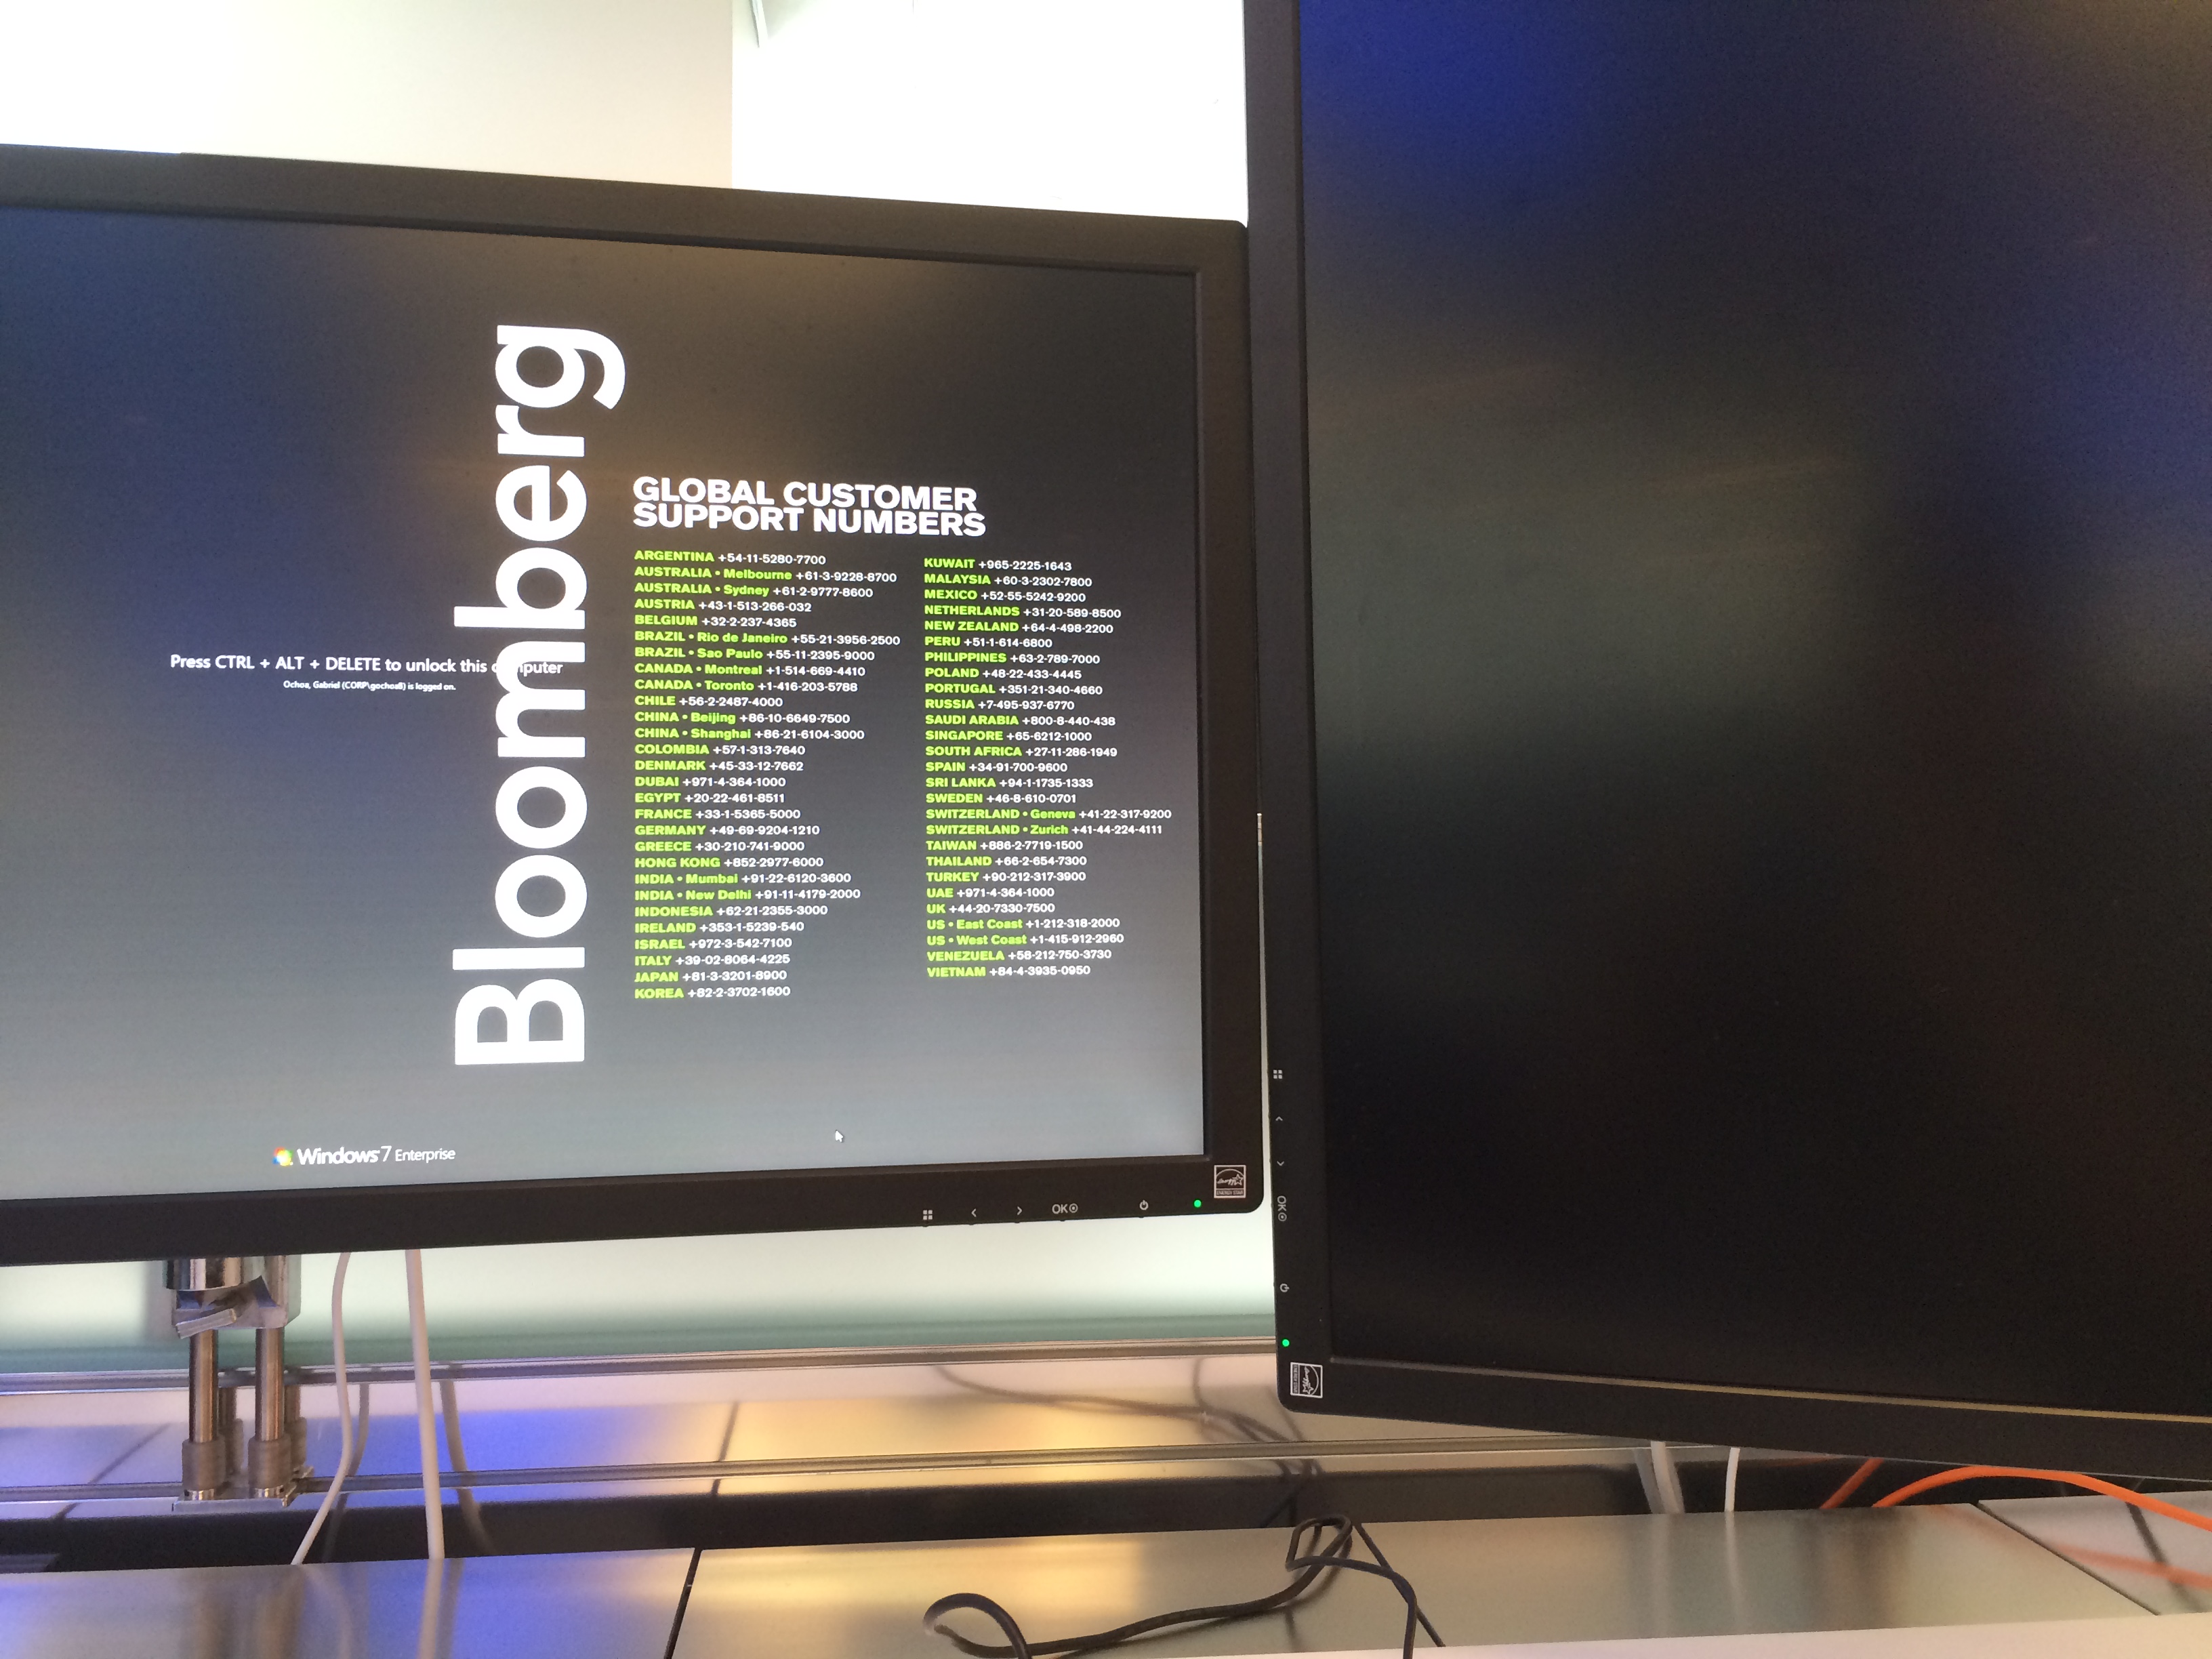 Bloomberg
Press CTRL + ALT + DELETE to unlock this computer
Ochoa, Gabriel (CORP\gochoa8) is logged on.
GLOBAL CUSTOMER
SUPPORT NUMBERS
ARGENTINA +54-11-5280-7700
AUSTRALIA • Melbourne +61-3-9228-8700
AUSTRALIA • Sydney +61-2-9777-8600
AUSTRIA +43-1-513-266-032
BELGIUM +32-2-237-4365
BRAZIL • Rio de Janeiro +55-21-3956-2500
BRAZIL • Sao Paulo +55-11-2395-9000
CANADA • Montreal +1-514-669-4410
CANADA • Toronto +1-416-203-5788
CHILE +56-2-2487-4000
CHINA • Beijing +86-10-6649-7500
CHINA • Shanghai +86-21-6104-3000
COLOMBIA +57-1-313-7640
DENMARK +45-33-12-7662
DUBAI +971-4-364-1000
EGYPT +20-22-461-8511
FRANCE +33-1-5365-5000
GERMANY +49-69-9204-1210
GREECE +30-210-741-9000
HONG KONG +852-2977-6000
INDIA • Mumbai +91-22-6120-3600
INDIA • New Delhi +91-11-4179-2000
INDONESIA +62-21-2355-3000
IRELAND +353-1-5239-540
ISRAEL +972-3-542-7100
ITALY +39-02-8064-4225
JAPAN +81-3-3201-8900
KOREA +82-2-3702-1600
KUWAIT +965-2225-1643
MALAYSIA +60-3-2302-7800
MEXICO +52-55-5242-9200
NETHERLANDS +31-20-589-8500
NEW ZEALAND +64-4-498-2200
PERU +51-1-614-6800
PHILIPPINES +63-2-789-7000
POLAND +48-22-433-4445
PORTUGAL +351-21-340-4660
RUSSIA +7-495-937-6770
SAUDI ARABIA +800-8-440-438
SINGAPORE +65-6212-1000
SOUTH AFRICA +27-11-286-1949
SPAIN +34-91-700-9600
SRI LANKA +94-1-1735-1333
SWEDEN +46-8-610-0701
SWITZERLAND • Geneva +41-22-317-9200
SWITZERLAND • Zurich +41-44-224-4111
TAIWAN +886-2-7719-1500
THAILAND +66-2-654-7300
TURKEY +90-212-317-3900
UAE +971-4-364-1000
UK +44-20-7330-7500
US • East Coast +1-212-318-2000
US • West Coast +1-415-912-2960
VENEZUELA +58-212-750-3730
VIETNAM +84-4-3935-0950
Windows 7 Enterprise
OK
ENERGY STAR
OK
ENERGY STAR